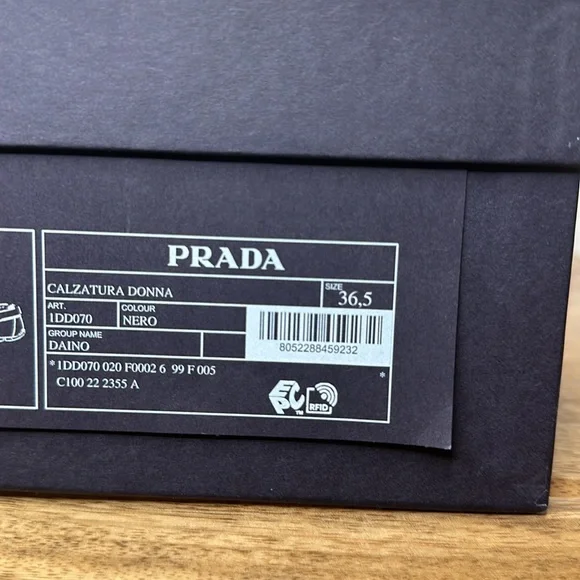 PRADA
CALZATURA DONNA
SIZE
36,5
ART.
1DD070
COLOUR
NERO
GROUP NAME
DAINO
8052288459232
*1DD070 020 F0002 6 99 F 005 *
C100 22 2355 A
EPC™ RFID